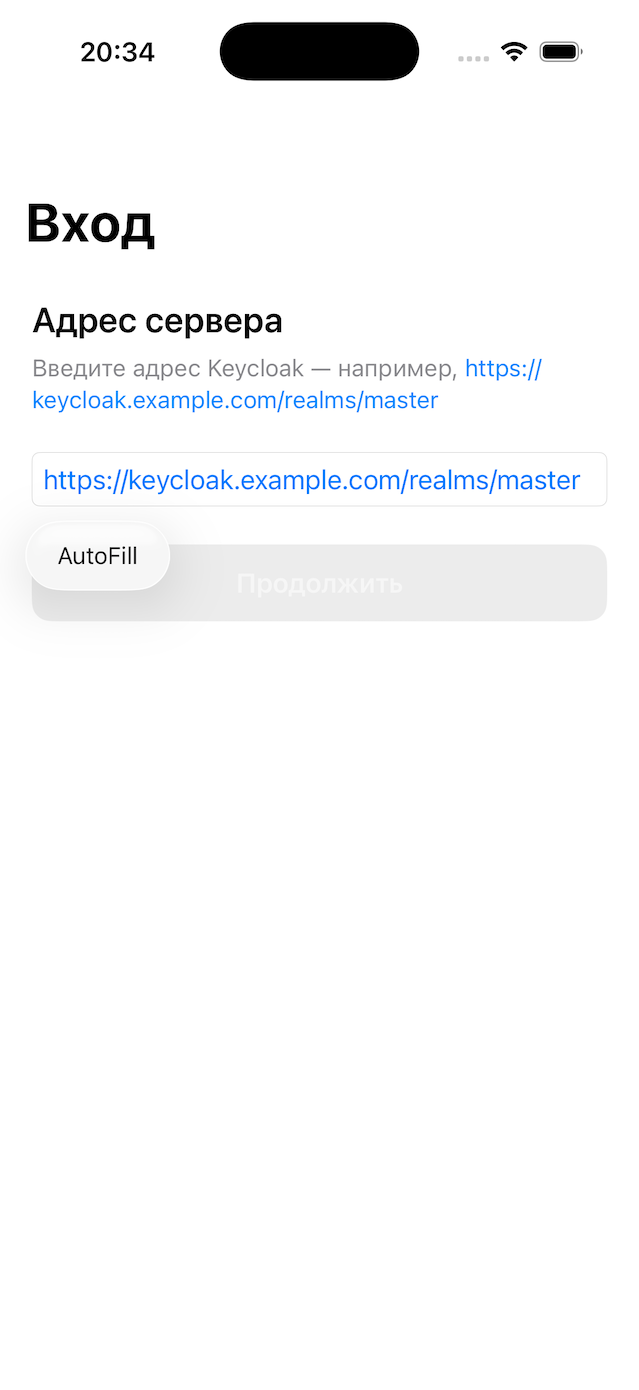 20:34
Вход
Адрес сервера
Введите адрес Keycloak — например, https://
keycloak.example.com/realms/master
https://keycloak.example.com/realms/master
AutoFill
Продолжить